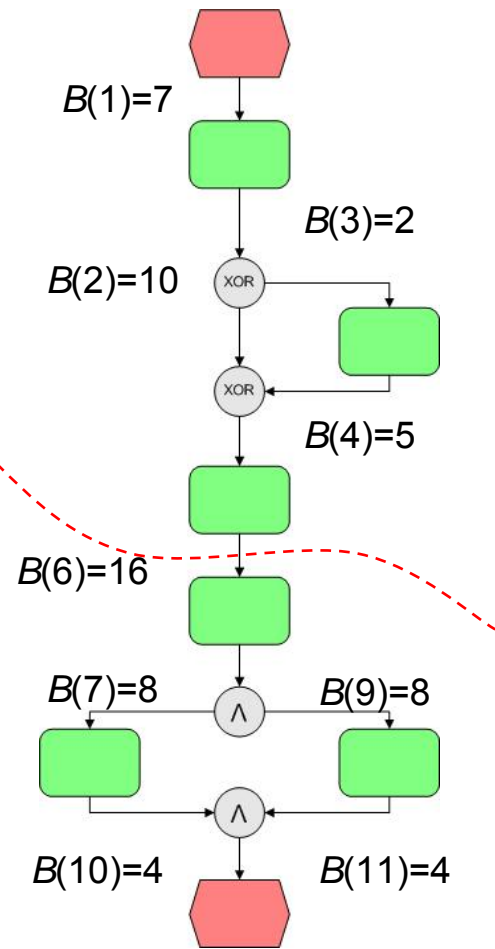 B(1)=7
B(3)=2
B(2)=10
XOR
XOR
B(4)=5
B(6)=16
B(7)=8
B(9)=8
Λ
Λ
B(10)=4
B(11)=4